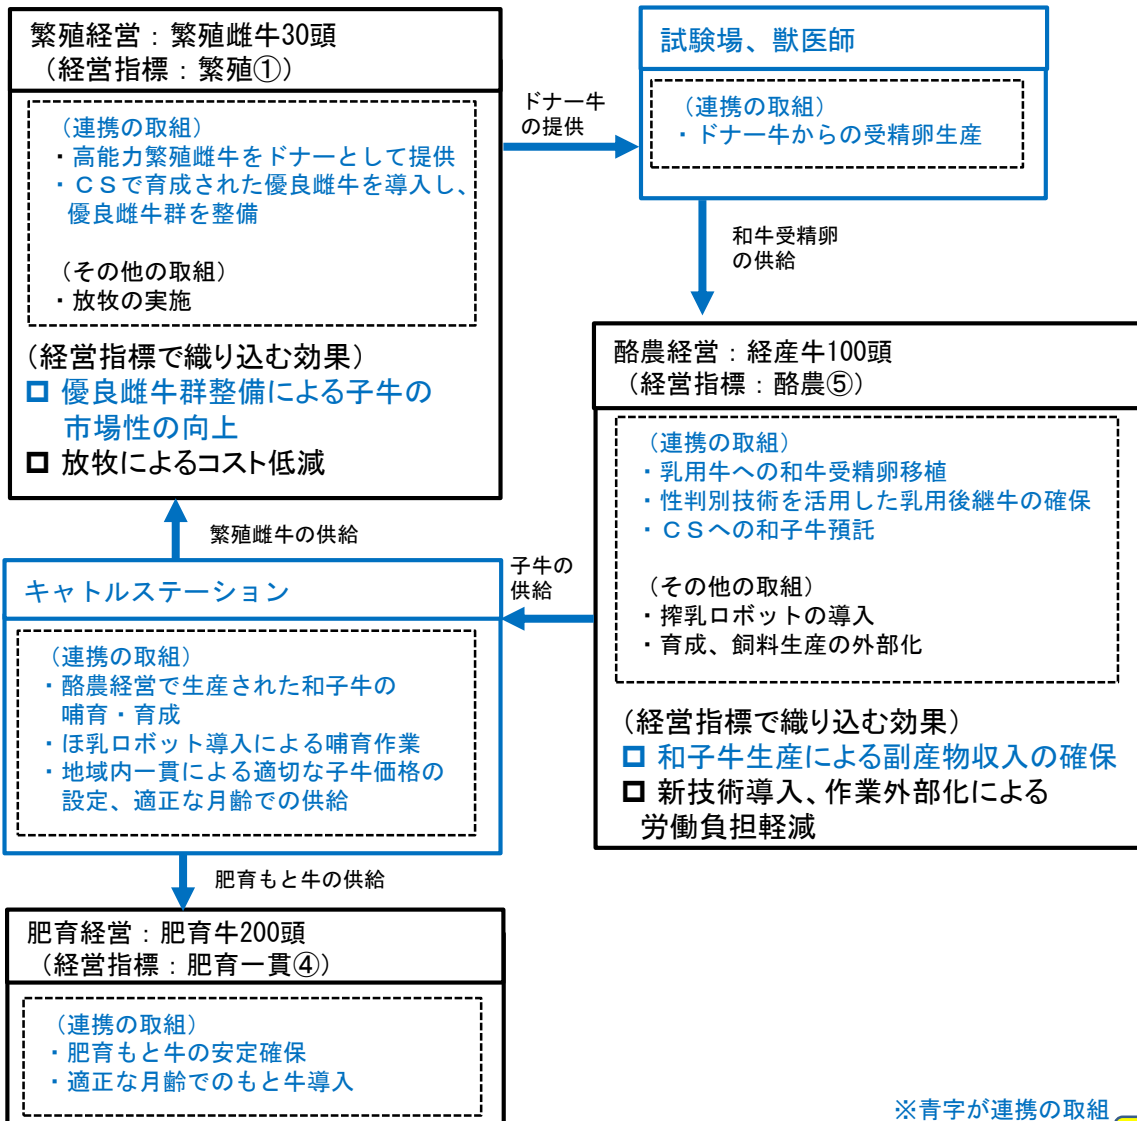 繁殖経営：繁殖雌牛30頭
（経営指標：繁殖①）
（連携の取組）
・高能力繁殖雌牛をドナーとして提供
・ＣＳで育成された優良雌牛を導入し、
優良雌牛群を整備
（その他の取組）
・放牧の実施
（経営指標で織り込む効果）
□ 優良雌牛群整備による子牛の
市場性の向上
□ 放牧によるコスト低減
ドナー牛
の提供
試験場、獣医師
（連携の取組）
・ドナー牛からの受精卵生産
和牛受精卵
の供給
酪農経営：経産牛100頭
（経営指標：酪農⑤）
（連携の取組）
・乳用牛への和牛受精卵移植
・性判別技術を活用した乳用後継牛の確保
・ＣＳへの和子牛預託
（その他の取組）
・搾乳ロボットの導入
・育成、飼料生産の外部化
（経営指標で織り込む効果）
□ 和子牛生産による副産物収入の確保
□ 新技術導入、作業外部化による
労働負担軽減
子牛の
供給
繁殖雌牛の供給
キャトルステーション
（連携の取組）
・酪農経営で生産された和子牛の
哺育・育成
・ほ乳ロボット導入による哺育作業
・地域内一貫による適切な子牛価格の
設定、適正な月齢での供給
肥育もと牛の供給
肥育経営：肥育牛200頭
（経営指標：肥育一貫④）
（連携の取組）
・肥育もと牛の安定確保
・適正な月齢でのもと牛導入
※青字が連携の取組